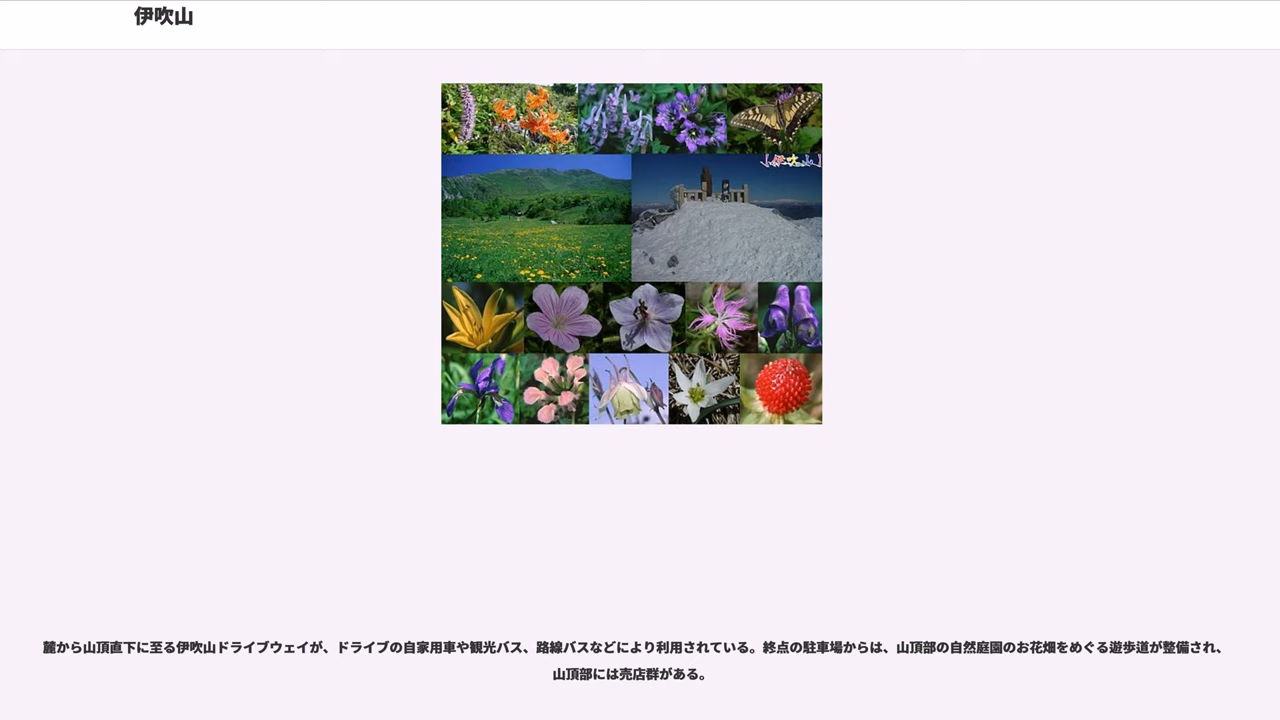 伊吹山
伊吹山
麓から山頂直下に至る伊吹山ドライブウェイが、ドライブの自家用車や観光バス、路線バスなどにより利用されている。終点の駐車場からは、山頂部の自然庭園のお花畑をめぐる遊歩道が整備され、
山頂部には売店群がある。